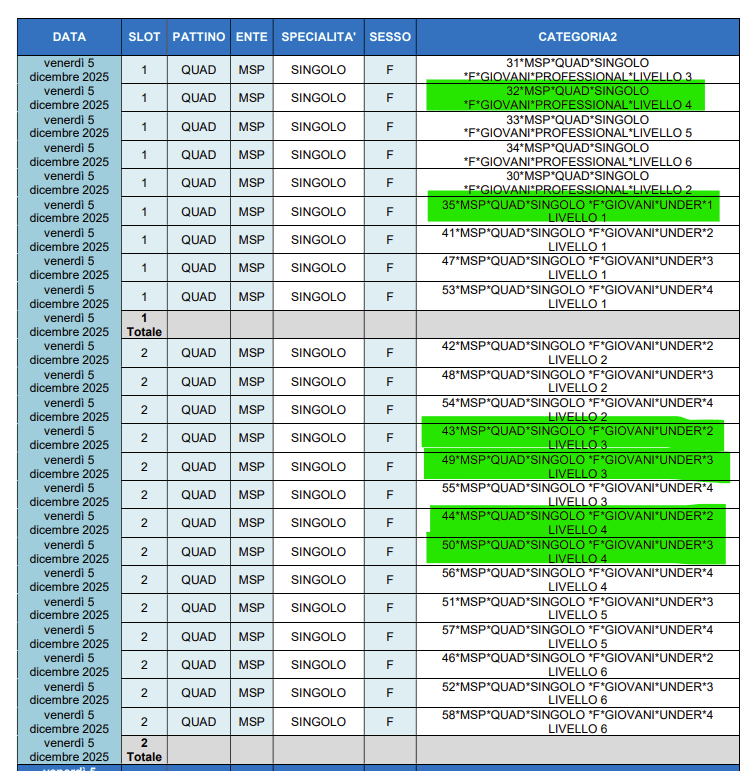 DATA SLOT PATTINO ENTE SPECIALITA' SESSO CATEGORIA2
venerdì 5 dicembre 2025 1 QUAD MSP SINGOLO F 31*MSP*QUAD*SINGOLO *F*GIOVANI*PROFESSIONAL*LIVELLO 3
venerdì 5 dicembre 2025 1 QUAD MSP SINGOLO F 32*MSP*QUAD*SINGOLO *F*GIOVANI*PROFESSIONAL*LIVELLO 4
venerdì 5 dicembre 2025 1 QUAD MSP SINGOLO F 33*MSP*QUAD*SINGOLO *F*GIOVANI*PROFESSIONAL*LIVELLO 5
venerdì 5 dicembre 2025 1 QUAD MSP SINGOLO F 34*MSP*QUAD*SINGOLO *F*GIOVANI*PROFESSIONAL*LIVELLO 6
venerdì 5 dicembre 2025 1 QUAD MSP SINGOLO F 30*MSP*QUAD*SINGOLO *F*GIOVANI*PROFESSIONAL*LIVELLO 2
venerdì 5 dicembre 2025 1 QUAD MSP SINGOLO F 35*MSP*QUAD*SINGOLO *F*GIOVANI*UNDER*1 LIVELLO 1
venerdì 5 dicembre 2025 1 QUAD MSP SINGOLO F 41*MSP*QUAD*SINGOLO *F*GIOVANI*UNDER*2 LIVELLO 1
venerdì 5 dicembre 2025 1 QUAD MSP SINGOLO F 47*MSP*QUAD*SINGOLO *F*GIOVANI*UNDER*3 LIVELLO 1
venerdì 5 dicembre 2025 1 QUAD MSP SINGOLO F 53*MSP*QUAD*SINGOLO *F*GIOVANI*UNDER*4 LIVELLO 1
venerdì 5 dicembre 2025 1 Totale
venerdì 5 dicembre 2025 2 QUAD MSP SINGOLO F 42*MSP*QUAD*SINGOLO *F*GIOVANI*UNDER*2 LIVELLO 2
venerdì 5 dicembre 2025 2 QUAD MSP SINGOLO F 48*MSP*QUAD*SINGOLO *F*GIOVANI*UNDER*3 LIVELLO 2
venerdì 5 dicembre 2025 2 QUAD MSP SINGOLO F 54*MSP*QUAD*SINGOLO *F*GIOVANI*UNDER*4 LIVELLO 2
venerdì 5 dicembre 2025 2 QUAD MSP SINGOLO F 43*MSP*QUAD*SINGOLO *F*GIOVANI*UNDER*2 LIVELLO 3
venerdì 5 dicembre 2025 2 QUAD MSP SINGOLO F 49*MSP*QUAD*SINGOLO *F*GIOVANI*UNDER*3 LIVELLO 3
venerdì 5 dicembre 2025 2 QUAD MSP SINGOLO F 55*MSP*QUAD*SINGOLO *F*GIOVANI*UNDER*4 LIVELLO 3
venerdì 5 dicembre 2025 2 QUAD MSP SINGOLO F 44*MSP*QUAD*SINGOLO *F*GIOVANI*UNDER*2 LIVELLO 4
venerdì 5 dicembre 2025 2 QUAD MSP SINGOLO F 50*MSP*QUAD*SINGOLO *F*GIOVANI*UNDER*3 LIVELLO 4
venerdì 5 dicembre 2025 2 QUAD MSP SINGOLO F 56*MSP*QUAD*SINGOLO *F*GIOVANI*UNDER*4 LIVELLO 4
venerdì 5 dicembre 2025 2 QUAD MSP SINGOLO F 51*MSP*QUAD*SINGOLO *F*GIOVANI*UNDER*3 LIVELLO 5
venerdì 5 dicembre 2025 2 QUAD MSP SINGOLO F 57*MSP*QUAD*SINGOLO *F*GIOVANI*UNDER*4 LIVELLO 5
venerdì 5 dicembre 2025 2 QUAD MSP SINGOLO F 46*MSP*QUAD*SINGOLO *F*GIOVANI*UNDER*2 LIVELLO 6
venerdì 5 dicembre 2025 2 QUAD MSP SINGOLO F 52*MSP*QUAD*SINGOLO *F*GIOVANI*UNDER*3 LIVELLO 6
venerdì 5 dicembre 2025 2 QUAD MSP SINGOLO F 58*MSP*QUAD*SINGOLO *F*GIOVANI*UNDER*4 LIVELLO 6
venerdì 5 dicembre 2025 2 Totale
venerdì 5